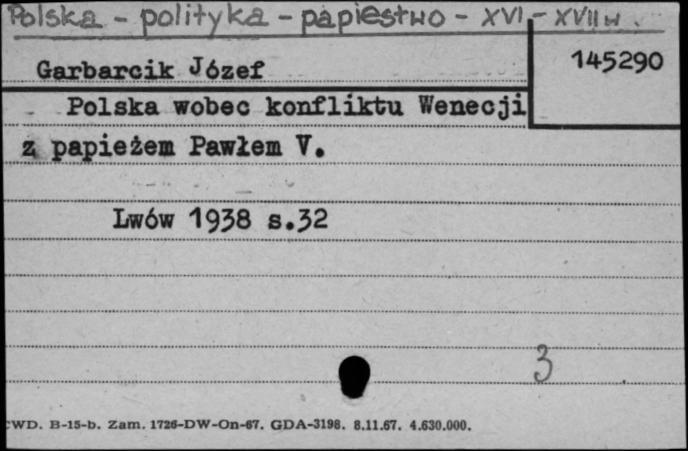 Polska - polityka - papiestwo - XVI - XVII w.
145290
Garbarcik Józef
Polska wobec konfliktu Wenecji
z papieżem Pawłem V.
Lwów 1938 s.32
3
WD. B-15-b. Zam. 1726-DW-On-67. GDA-3198. 8.11.67. 4.630.000.